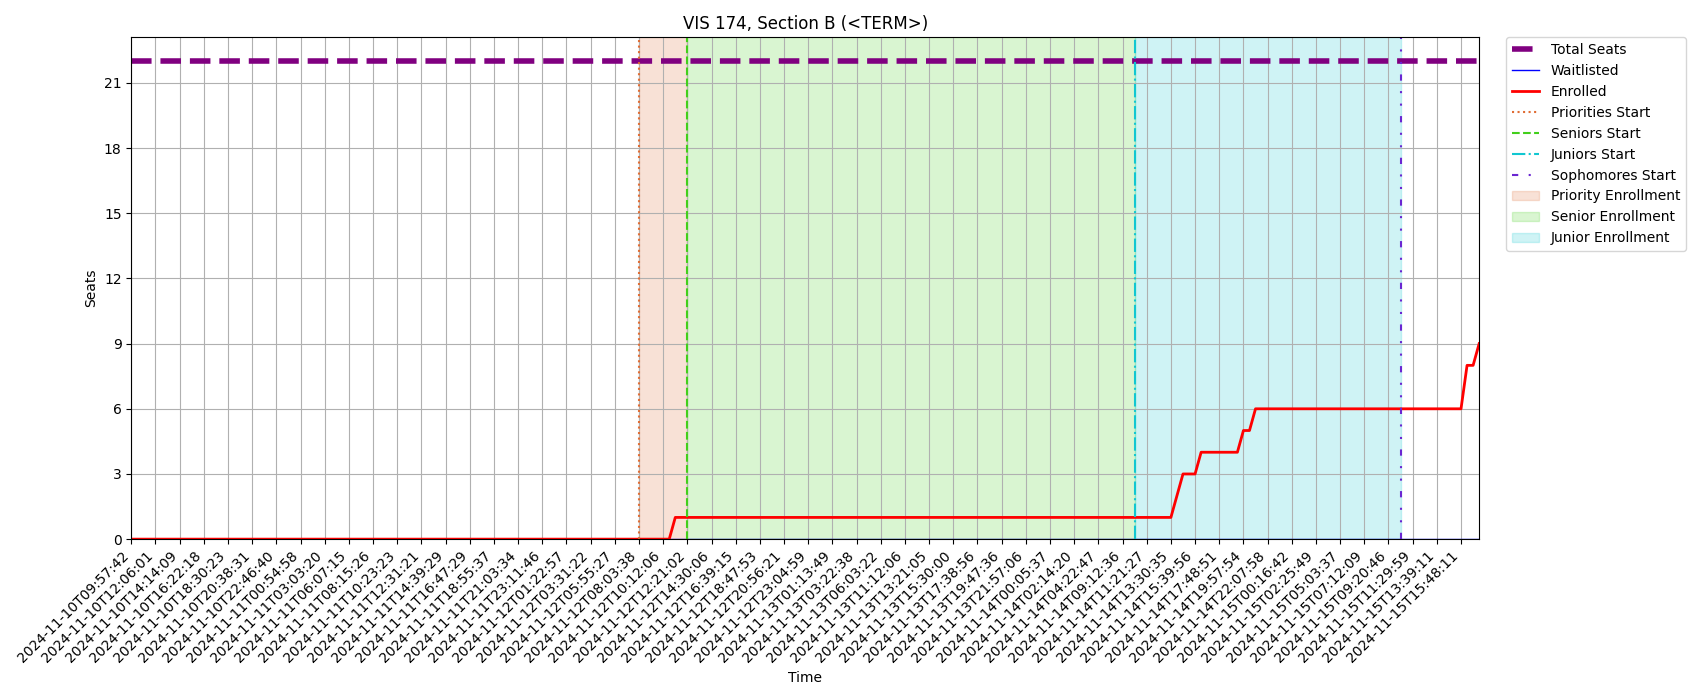 VIS 174, Section B (<TERM>)
Total Seats
Waitlisted
Enrolled
Priorities Start
Seniors Start
Juniors Start
Sophomores Start
Priority Enrollment
Senior Enrollment
Junior Enrollment
Seats
21
18
15
12
9
6
3
0
2024-11-10T09:57:42
2024-11-10T12:06:01
2024-11-10T14:14:09
2024-11-10T16:22:18
2024-11-10T18:30:23
2024-11-10T20:38:31
2024-11-10T22:46:40
2024-11-11T00:54:58
2024-11-11T03:03:20
2024-11-11T06:07:15
2024-11-11T08:15:26
2024-11-11T10:23:23
2024-11-11T12:31:21
2024-11-11T14:39:29
2024-11-11T16:47:29
2024-11-11T18:55:37
2024-11-11T21:03:34
2024-11-11T23:11:46
2024-11-12T01:22:57
2024-11-12T03:31:22
2024-11-12T05:55:27
2024-11-12T08:03:38
2024-11-12T10:12:06
2024-11-12T12:21:02
2024-11-12T14:30:06
2024-11-12T16:39:15
2024-11-12T18:47:53
2024-11-12T20:56:21
2024-11-12T23:04:59
2024-11-13T01:13:49
2024-11-13T03:22:38
2024-11-13T06:03:22
2024-11-13T11:12:06
2024-11-13T13:21:05
2024-11-13T15:30:00
2024-11-13T17:38:56
2024-11-13T19:47:36
2024-11-13T21:57:06
2024-11-14T00:05:37
2024-11-14T02:14:20
2024-11-14T04:22:47
2024-11-14T09:12:36
2024-11-14T11:21:27
2024-11-14T13:30:35
2024-11-14T15:39:56
2024-11-14T17:48:51
2024-11-14T19:57:54
2024-11-14T22:07:58
2024-11-15T00:16:42
2024-11-15T02:25:49
2024-11-15T05:03:37
2024-11-15T07:12:09
2024-11-15T09:20:46
2024-11-15T11:29:59
2024-11-15T13:39:11
2024-11-15T15:48:11
Time